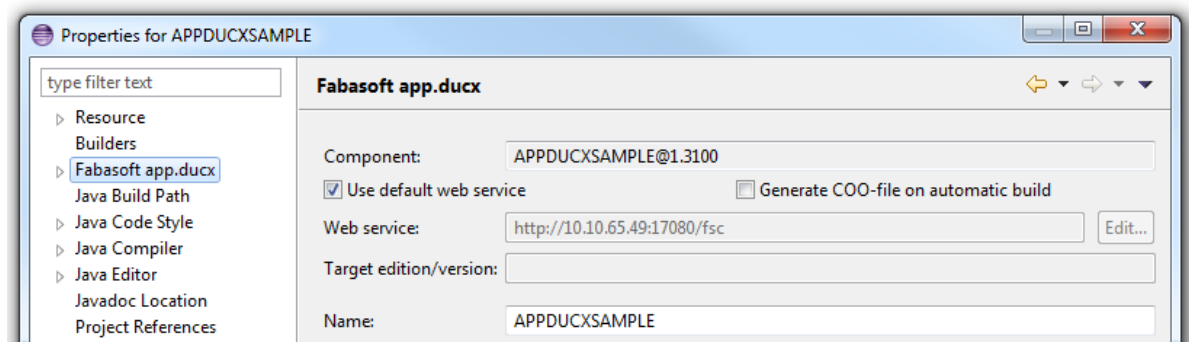 Properties for APPDUCXSAMPLE
type filter text
Resource
Builders
Fabasoft app.ducx
Java Build Path
Java Code Style
Java Compiler
Java Editor
Javadoc Location
Project References
Fabasoft app.ducx
Component: APPDUCXSAMPLE@1.3100
Use default web service Generate COO-file on automatic build
Web service: http://10.10.65.49:17080/fsc Edit...
Target edition/version:
Name: APPDUCXSAMPLE